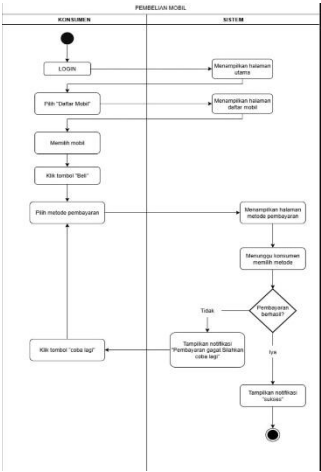 PEMBELIAN MOBIL
KONSUMEN
SISTEM
LOGIN
Menampilkan halaman
utama
Pilih "Daftar Mobil"
Menampilkan halaman
daftar mobil
Memilih mobil
Klik tombol "Beli"
Pilih metode pembayaran
Menampilkan halaman
metode pembayaran
Menunggu konsumen
memilih metode
Pembayaran
berhasil?
Tidak
Iya
Klik tombol "coba lagi"
Tampilkan notifikasi
"Pembayaran gagal Silahkan
coba lagi"
Tampilkan notifikasi
"sukses"